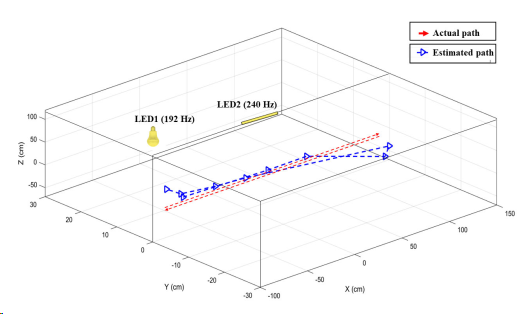 Actual path
Estimated path
LED2 (240 Hz)
LED1 (192 Hz)
Z (cm)
100
50
0
-50
30
20
10
0
-10
-20
-30
Y (cm)
-100
-50
0
50
100
150
X (cm)